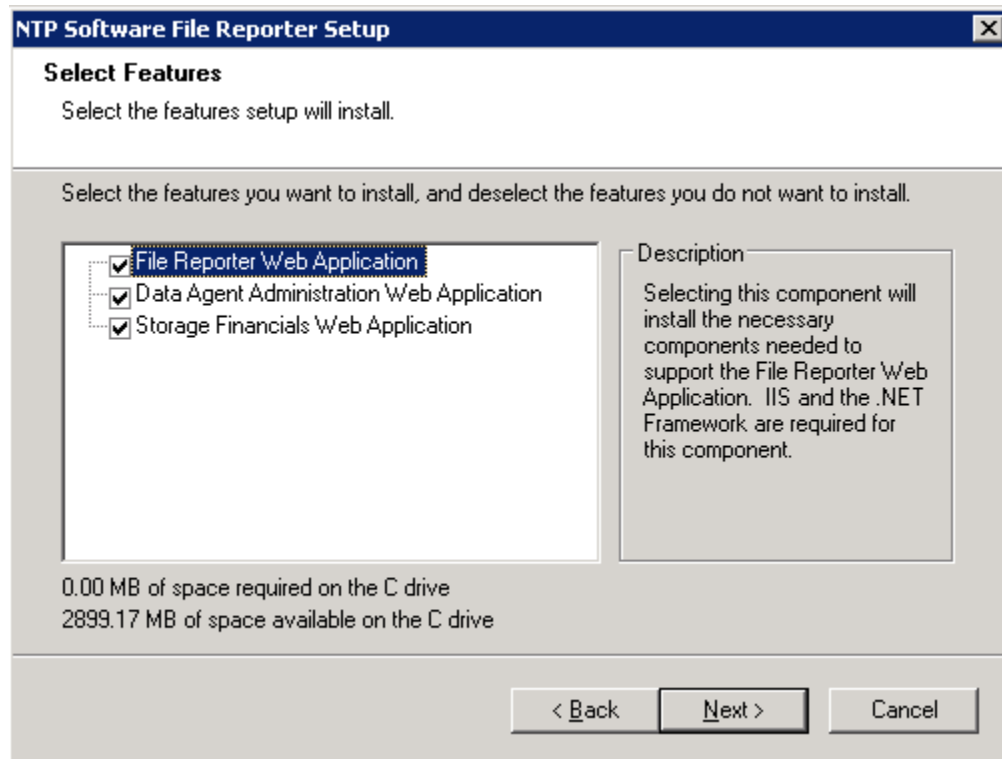 NTP Software File Reporter Setup
Select Features
Select the features setup will install.
Select the features you want to install, and deselect the features you do not want to install.
File Reporter Web Application
Data Agent Administration Web Application
Storage Financials Web Application
Description
Selecting this component will
install the necessary
components needed to
support the File Reporter Web
Application.  IIS and the .NET
Framework are required for
this component.
0.00 MB of space required on the C drive
2899.17 MB of space available on the C drive
< Back
Next >
Cancel